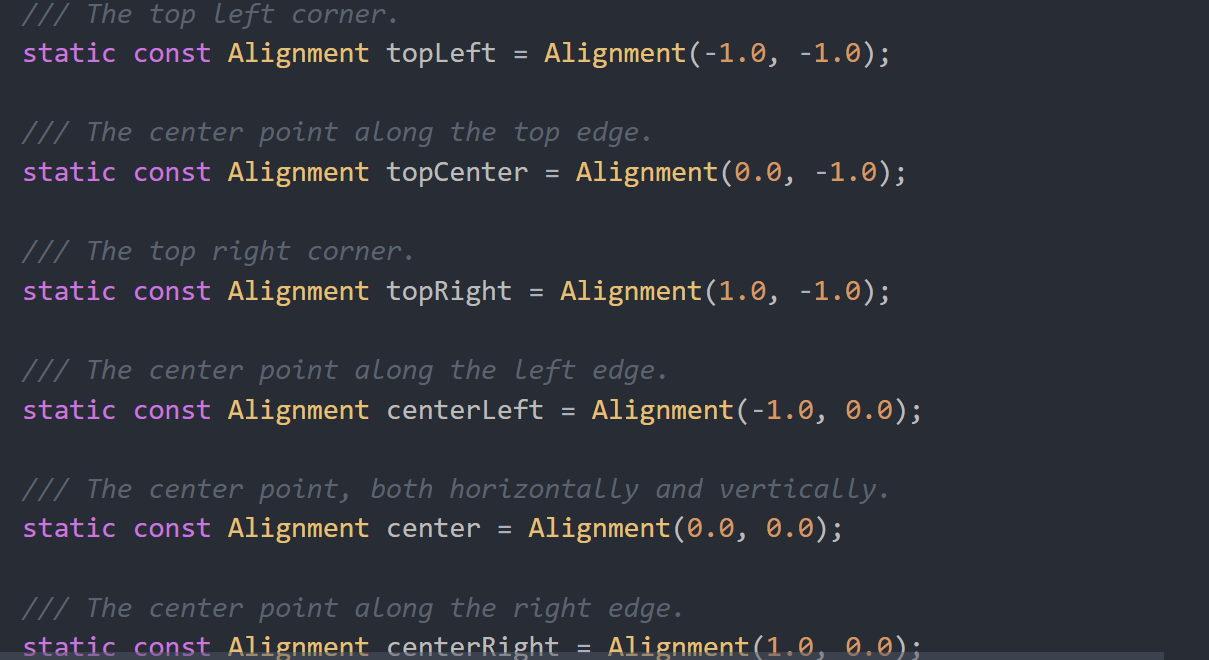 /// The top left corner.
static const Alignment topLeft = Alignment(-1.0, -1.0);
/// The center point along the top edge.
static const Alignment topCenter = Alignment(0.0, -1.0);
/// The top right corner.
static const Alignment topRight = Alignment(1.0, -1.0);
/// The center point along the left edge.
static const Alignment centerLeft = Alignment(-1.0, 0.0);
/// The center point, both horizontally and vertically.
static const Alignment center = Alignment(0.0, 0.0);
/// The center point along the right edge.
static const Alignment centerRight = Alignment(1.0, 0.0);